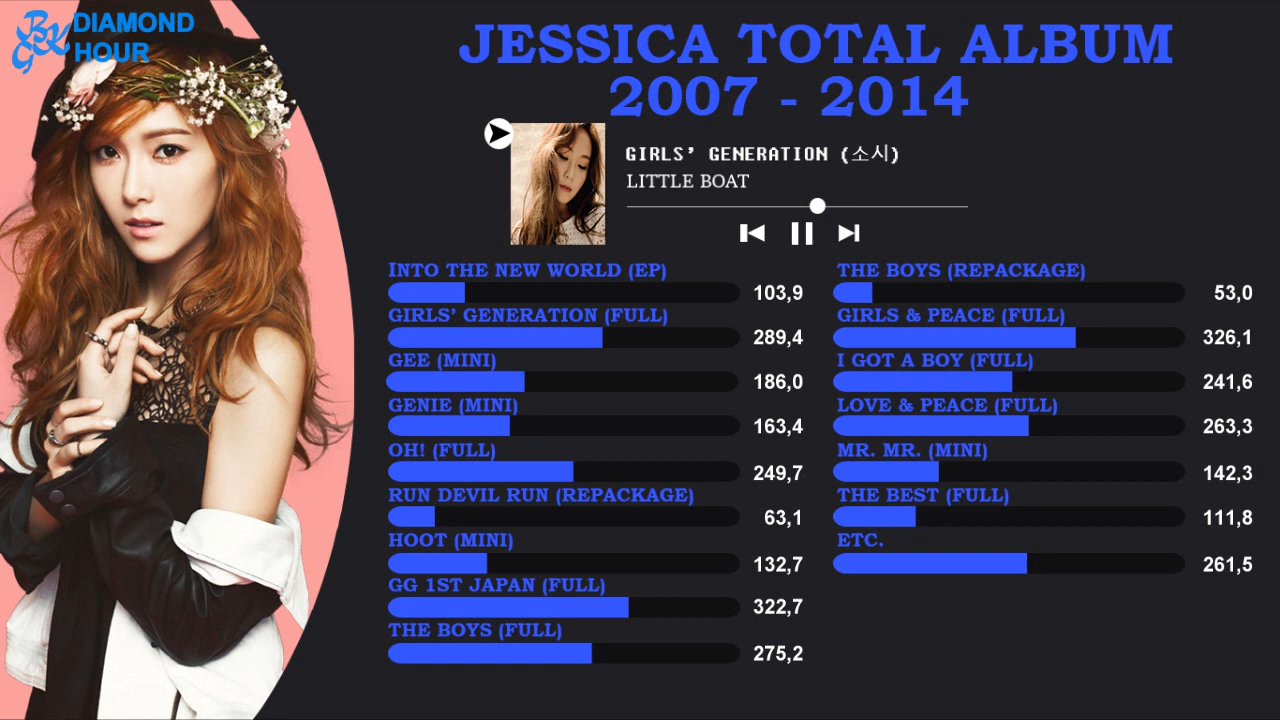 DIAMOND
HOUR
JESSICA TOTAL ALBUM
2007 - 2014
GIRLS' GENERATION (소시)
LITTLE BOAT
INTO THE NEW WORLD (EP)
103,9
GIRLS' GENERATION (FULL)
289,4
GEE (MINI)
186,0
GENIE (MINI)
163,4
OH! (FULL)
249,7
RUN DEVIL RUN (REPACKAGE)
63,1
HOOT (MINI)
132,7
GG 1ST JAPAN (FULL)
322,7
THE BOYS (FULL)
275,2
THE BOYS (REPACKAGE)
53,0
GIRLS & PEACE (FULL)
326,1
I GOT A BOY (FULL)
241,6
LOVE & PEACE (FULL)
263,3
MR. MR. (MINI)
142,3
THE BEST (FULL)
111,8
ETC.
261,5